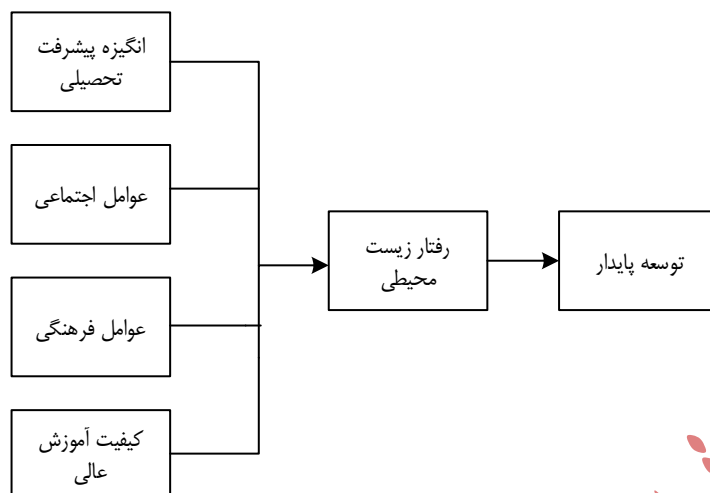 انگیزه پیشرفت
تحصیلی
عوامل اجتماعی
عوامل فرهنگی
کیفیت آموزش
عالی
رفتار زیست
محیطی
توسعه پایدار